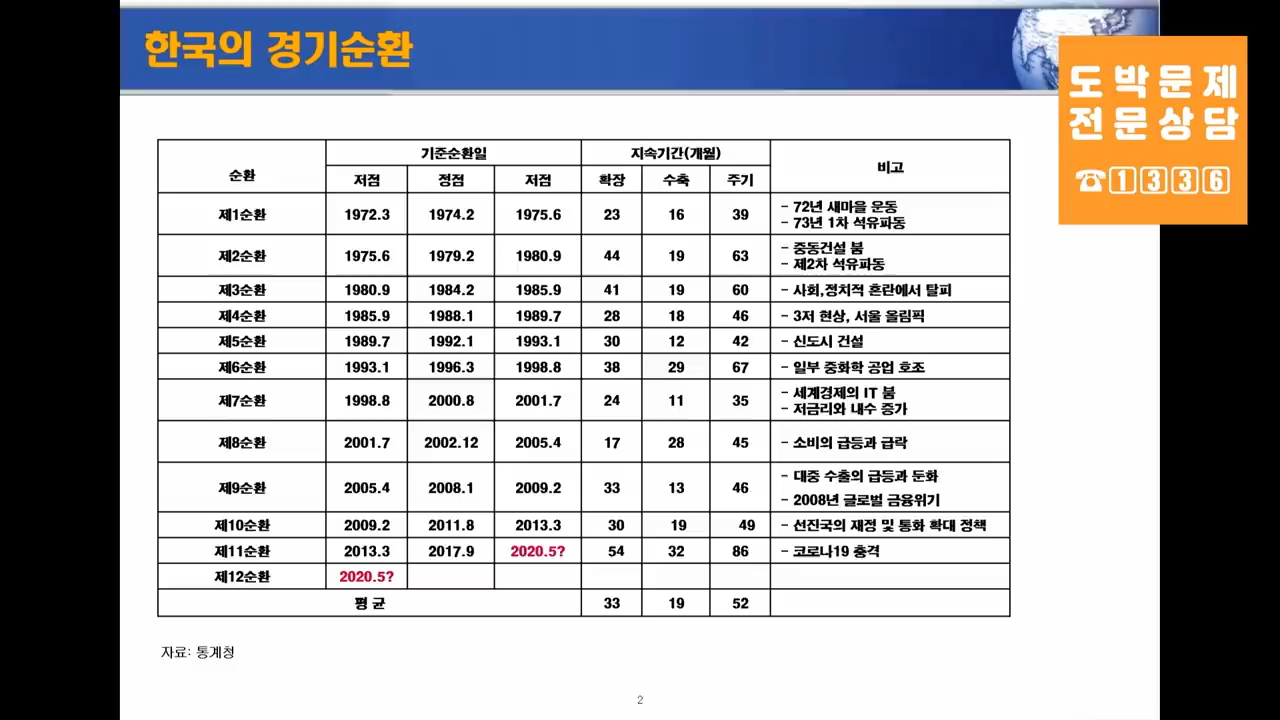 한국의 경기순환
도박문제
전문상담
☎1336
순환 기준순환일 지속기간(개월) 비고
저점 정점 저점 확장 수축 주기
제1순환 1972.3 1974.2 1975.6 23 16 39 - 72년 새마을 운동
- 73년 1차 석유파동
제2순환 1975.6 1979.2 1980.9 44 19 63 - 중동건설 붐
- 제2차 석유파동
제3순환 1980.9 1984.2 1985.9 41 19 60 - 사회,정치적 혼란에서 탈피
제4순환 1985.9 1988.1 1989.7 28 18 46 - 3저 현상, 서울 올림픽
제5순환 1989.7 1992.1 1993.1 30 12 42 - 신도시 건설
제6순환 1993.1 1996.3 1998.8 38 29 67 - 일부 중화학 공업 호조
제7순환 1998.8 2000.8 2001.7 24 11 35 - 세계경제의 IT 붐
- 저금리와 내수 증가
제8순환 2001.7 2002.12 2005.4 17 28 45 - 소비의 급등과 급락
제9순환 2005.4 2008.1 2009.2 33 13 46 - 대중 수출의 급등과 둔화
- 2008년 글로벌 금융위기
제10순환 2009.2 2011.8 2013.3 30 19 49 - 선진국의 재정 및 통화 확대 정책
제11순환 2013.3 2017.9 2020.5? 54 32 86 - 코로나19 충격
제12순환 2020.5?
평 균 33 19 52
자료: 통계청
2